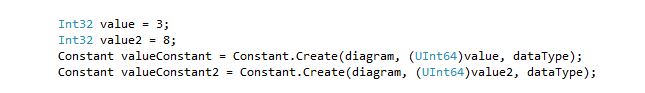 Int32 value = 3;
Int32 value2 = 8;
Constant valueConstant = Constant.Create(diagram, (UInt64)value, dataType);
Constant valueConstant2 = Constant.Create(diagram, (UInt64)value2, dataType);